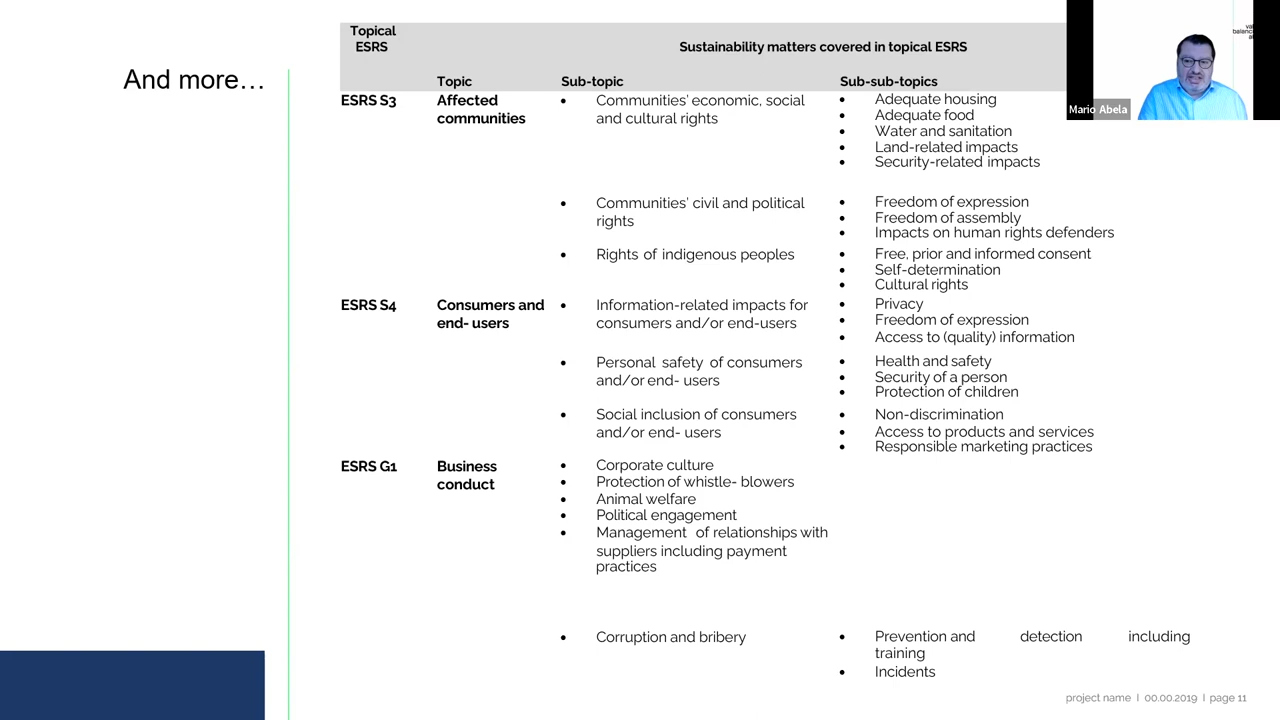 And more…
Topical
ESRS
Sustainability matters covered in topical ESRS
Topic
Sub-topic
Sub-sub-topics
ESRS S3
Affected
communities
• Communities' economic, social
and cultural rights
• Adequate housing
• Adequate food
• Water and sanitation
• Land-related impacts
• Security-related impacts
• Communities' civil and political
rights
• Freedom of expression
• Freedom of assembly
• Impacts on human rights defenders
• Rights of indigenous peoples
• Free, prior and informed consent
• Self-determination
• Cultural rights
ESRS S4
Consumers and
end- users
• Information-related impacts for
consumers and/or end-users
• Privacy
• Freedom of expression
• Access to (quality) information
• Personal safety of consumers
and/or end- users
• Health and safety
• Security of a person
• Protection of children
• Social inclusion of consumers
and/or end- users
• Non-discrimination
• Access to products and services
• Responsible marketing practices
ESRS G1
Business
conduct
• Corporate culture
• Protection of whistle- blowers
• Animal welfare
• Political engagement
• Management of relationships with
suppliers including payment
practices
• Corruption and bribery
• Prevention and detection including
training
• Incidents
Mario Abela
project name I 00.00.2019 I page 11